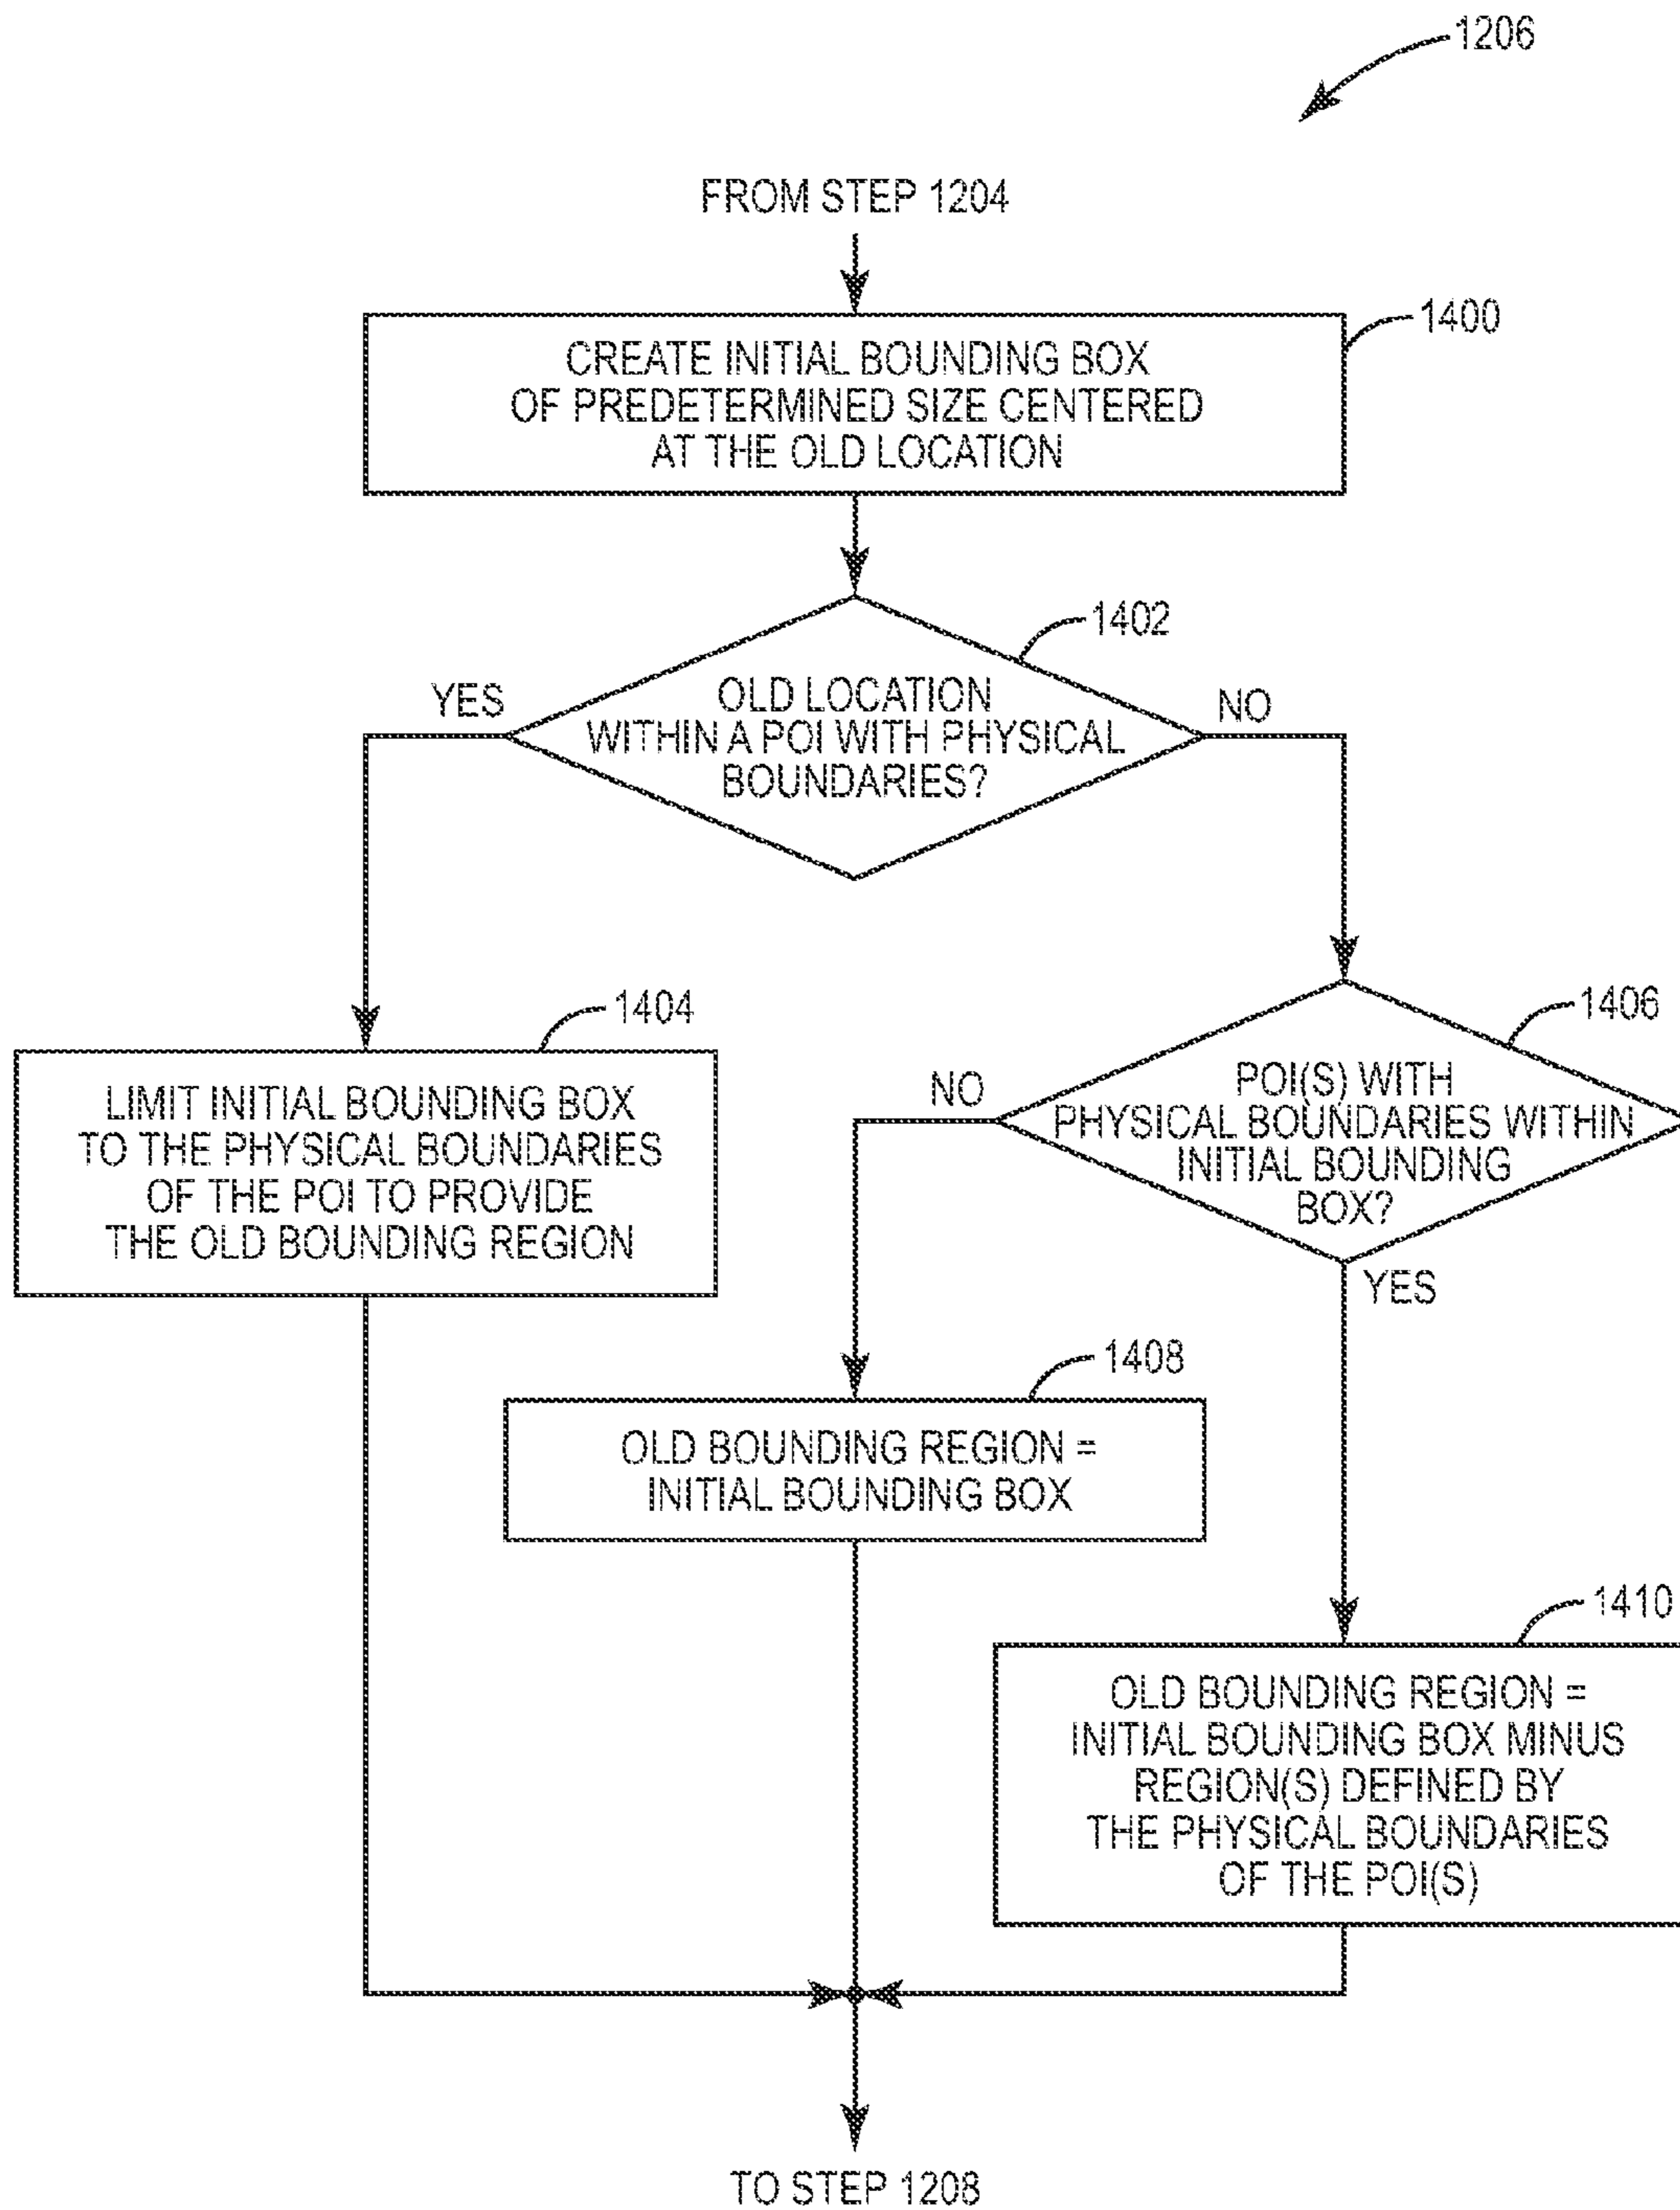 1206
FROM STEP 1204
1400
CREATE INITIAL BOUNDING BOX
OF PREDETERMINED SIZE CENTERED
AT THE OLD LOCATION
1402
YES
OLD LOCATION
WITHIN A POI WITH PHYSICAL
BOUNDARIES?
NO
1404
LIMIT INITIAL BOUNDING BOX
TO THE PHYSICAL BOUNDARIES
OF THE POI TO PROVIDE
THE OLD BOUNDING REGION
1406
NO
POI(S) WITH
PHYSICAL BOUNDARIES WITHIN
INITIAL BOUNDING
BOX?
YES
1408
OLD BOUNDING REGION =
INITIAL BOUNDING BOX
1410
OLD BOUNDING REGION =
INITIAL BOUNDING BOX MINUS
REGION(S) DEFINED BY
THE PHYSICAL BOUNDARIES
OF THE POI(S)
TO STEP 1208